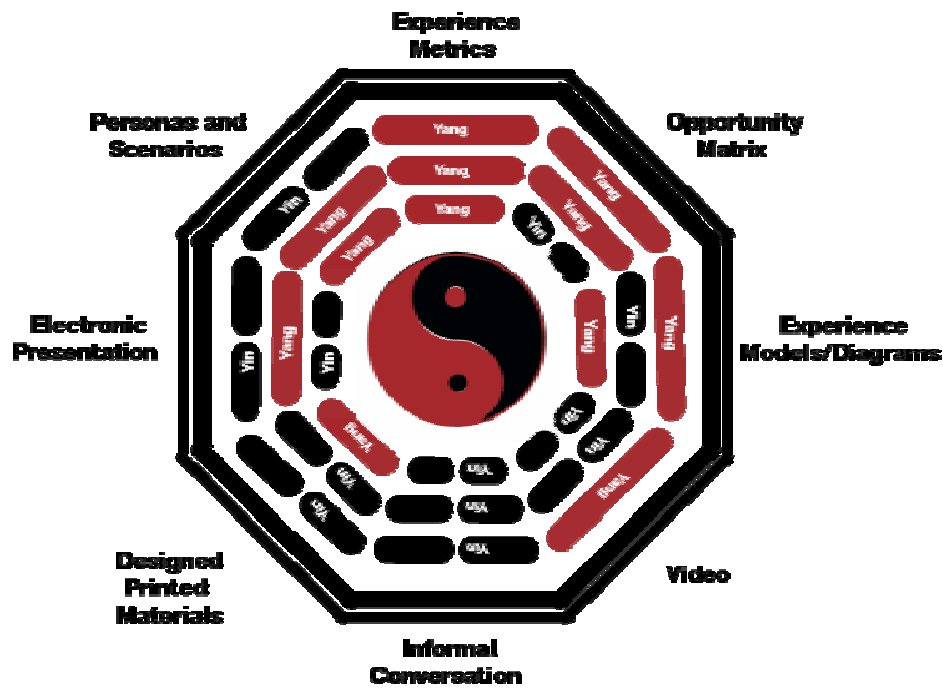 Experience
Metrics
Personas and
Scenarios
Opportunity
Matrix
Yang
Yang
Yang
Yang
Yang
Yin
Yin
Yang
Yang
Electronic
Presentation
Yin
Yang
Yin
Yang
Yin
Yang
Experience
Models/Diagrams
Yang
Yin
Yin
Yin
Yin
Yang
Yin
Yin
Yin
Designed
Printed
Materials
Video
Informal
Conversation